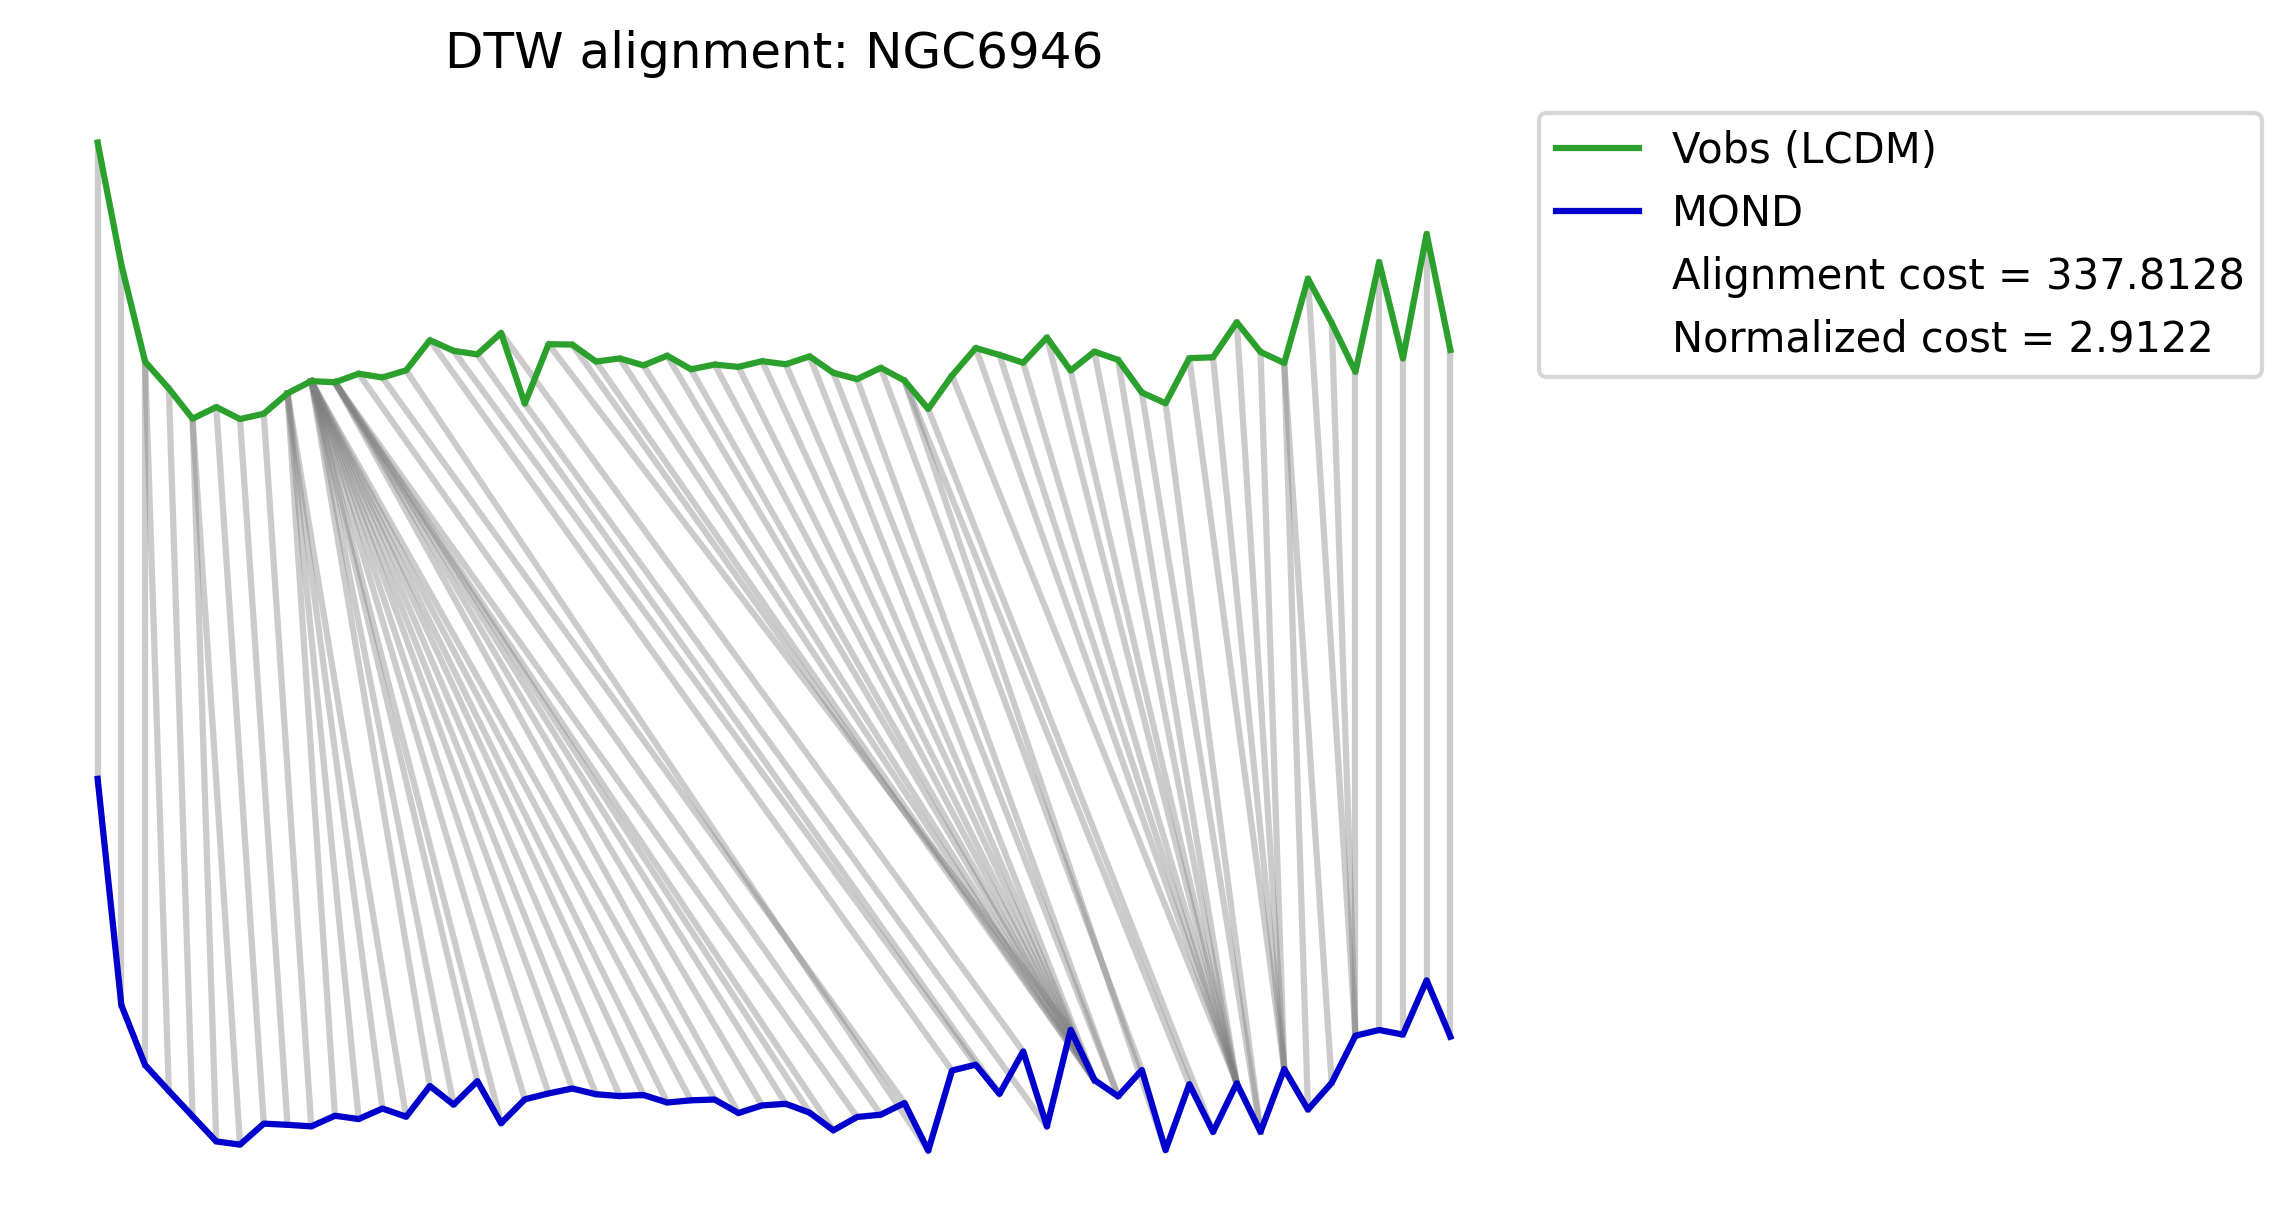 DTW alignment: NGC6946
Vobs (LCDM)
MOND
Alignment cost = 337.8128
Normalized cost = 2.9122